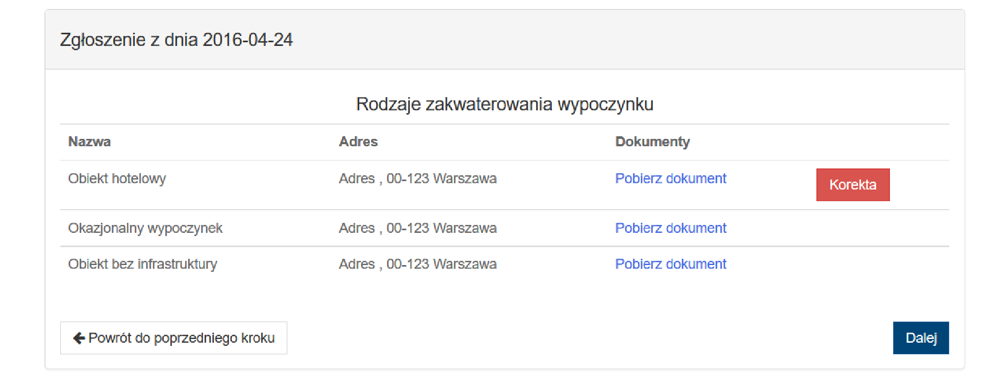 Zgłoszenie z dnia 2016-04-24
Rodzaje zakwaterowania wypoczynku
Nazwa Adres Dokumenty
Obiekt hotelowy Adres , 00-123 Warszawa Pobierz dokument Korekta
Okazjonalny wypoczynek Adres , 00-123 Warszawa Pobierz dokument
Obiekt bez infrastruktury Adres , 00-123 Warszawa Pobierz dokument
Powrót do poprzedniego kroku Dalej